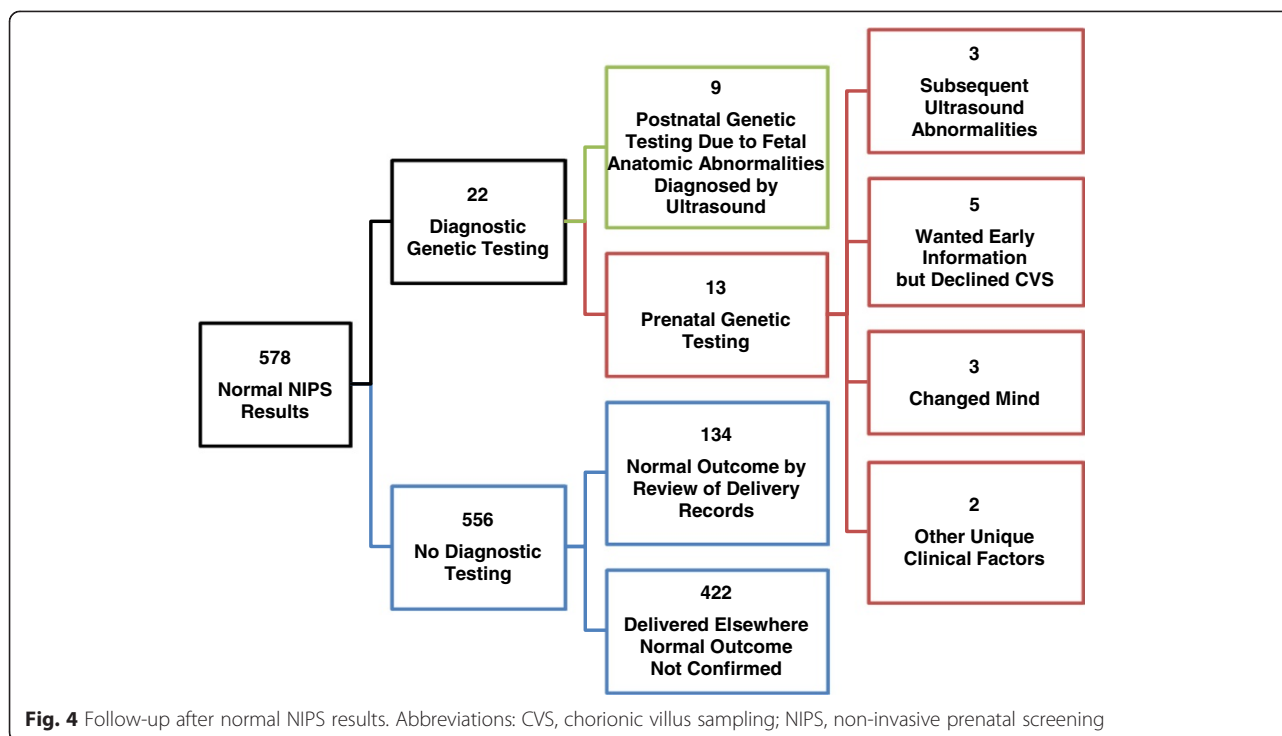 578
Normal NIPS
Results
22
Diagnostic
Genetic Testing
556
No Diagnostic
Testing
9
Postnatal Genetic
Testing Due to Fetal
Anatomic Abnormalities
Diagnosed by
Ultrasound
13
Prenatal Genetic
Testing
134
Normal Outcome by
Review of Delivery
Records
422
Delivered Elsewhere
Normal Outcome
Not Confirmed
3
Subsequent
Ultrasound
Abnormalities
5
Wanted Early
Information
but Declined CVS
3
Changed Mind
2
Other Unique
Clinical Factors
Fig. 4 Follow-up after normal NIPS results. Abbreviations: CVS, chorionic villus sampling; NIPS, non-invasive prenatal screening